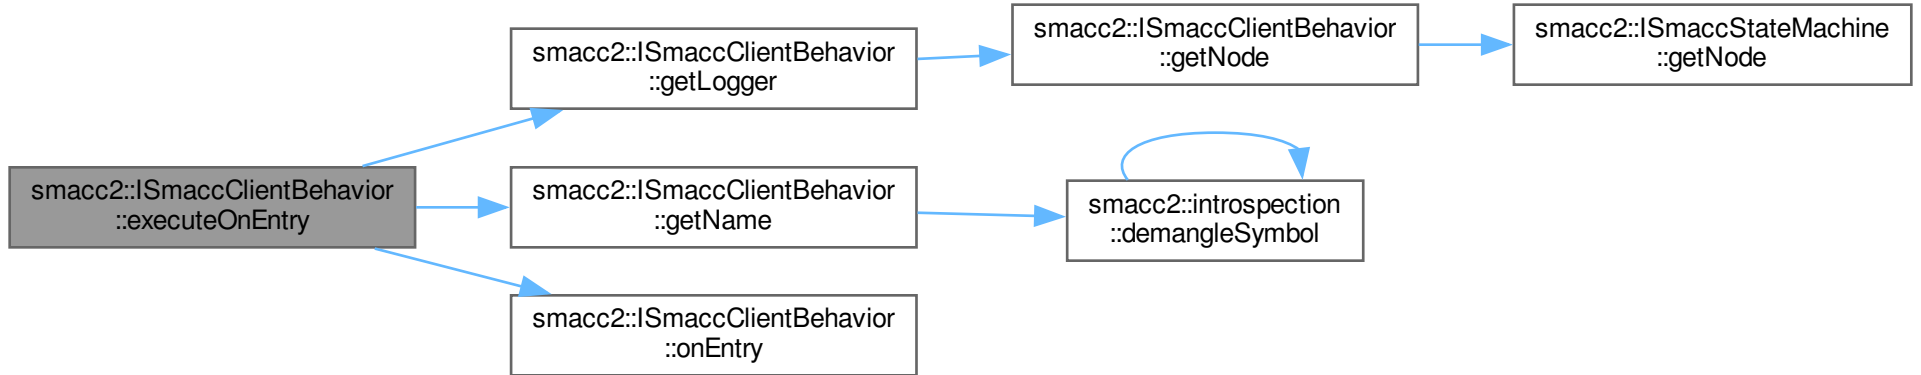 smacc2::ISmaccClientBehavior
::executeOnEntry
smacc2::ISmaccClientBehavior
::getLogger
smacc2::ISmaccClientBehavior
::getNode
smacc2::ISmaccStateMachine
::getNode
smacc2::ISmaccClientBehavior
::getName
smacc2::introspection
::demangleSymbol
smacc2::ISmaccClientBehavior
::onEntry